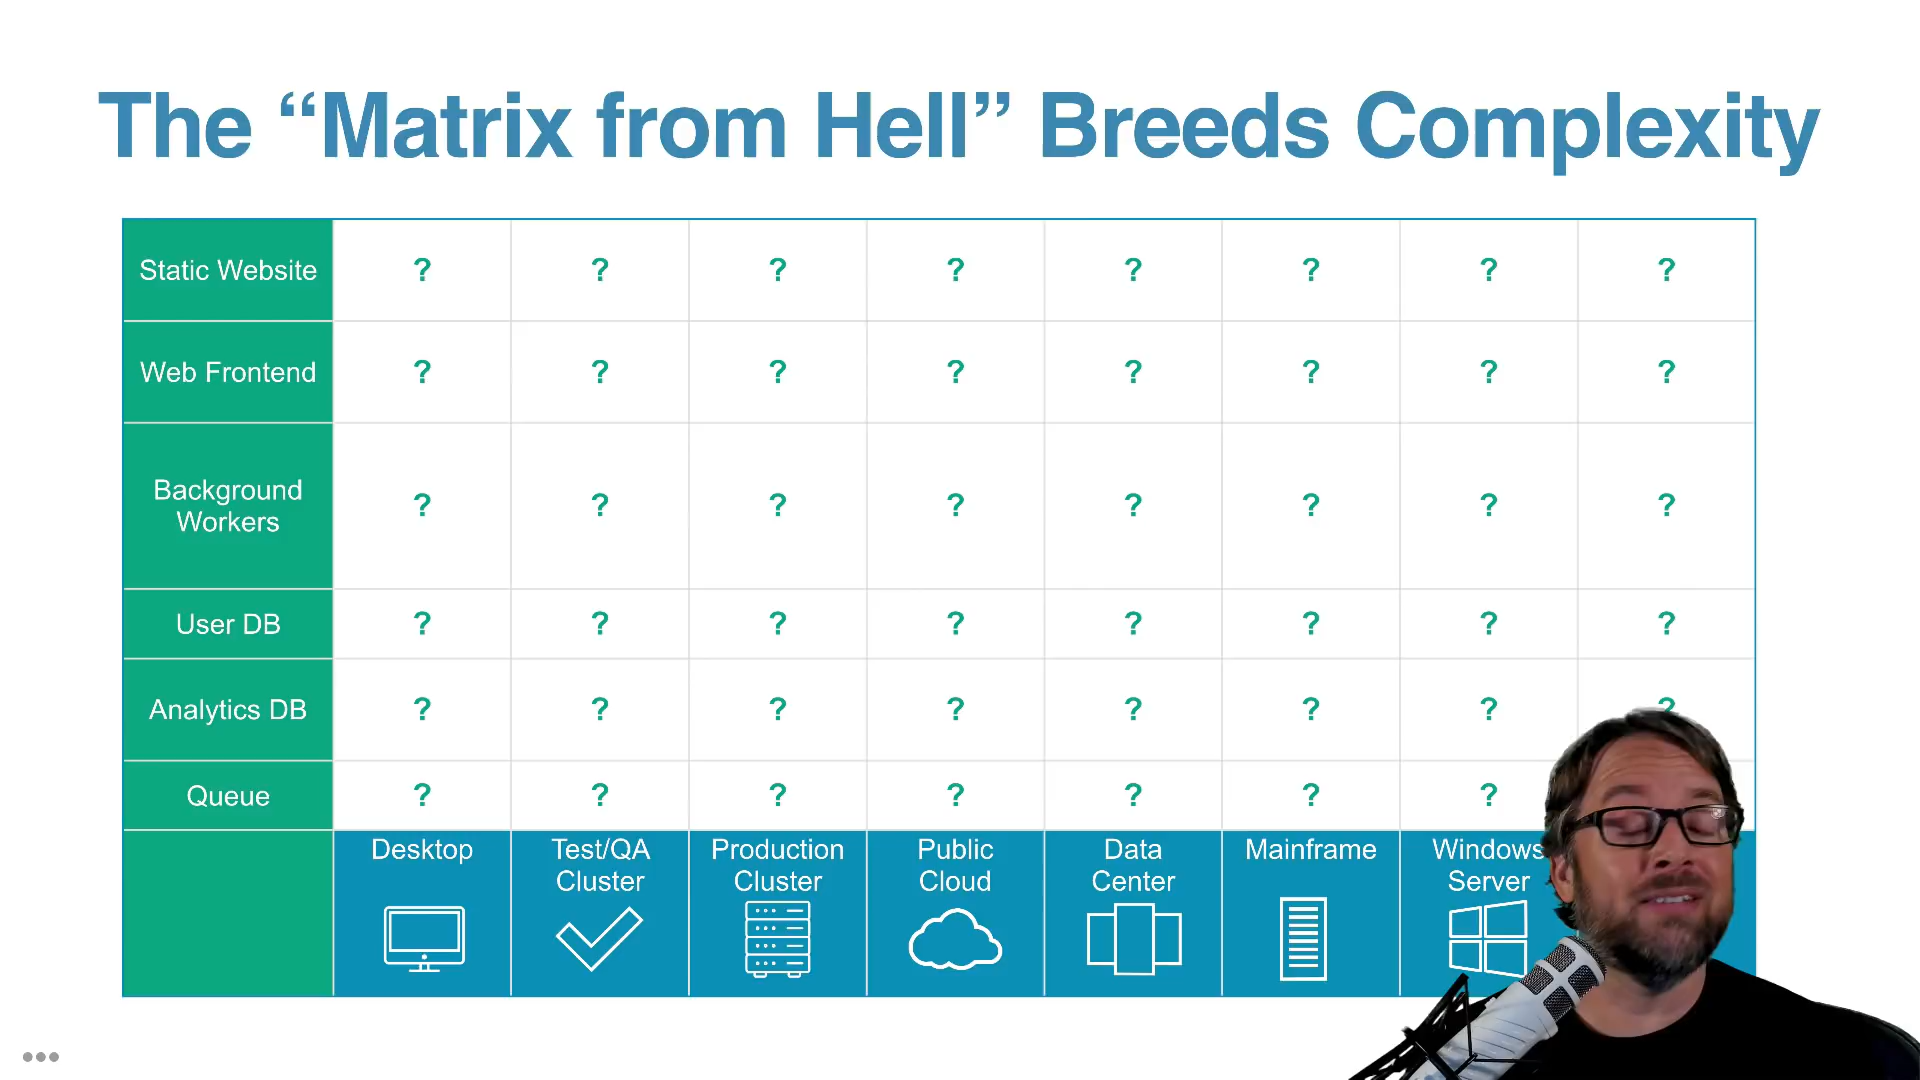 The “Matrix from Hell” Breeds Complexity
Static Website ? ? ? ? ? ? ? ?
Web Frontend ? ? ? ? ? ? ? ?
Background
Workers ? ? ? ? ? ? ? ?
User DB ? ? ? ? ? ? ? ?
Analytics DB ? ? ? ? ? ? ? ?
Queue ? ? ? ? ? ? ?
Desktop
Test/QA
Cluster
Production
Cluster
Public
Cloud
Data
Center
Mainframe
Windows
Server